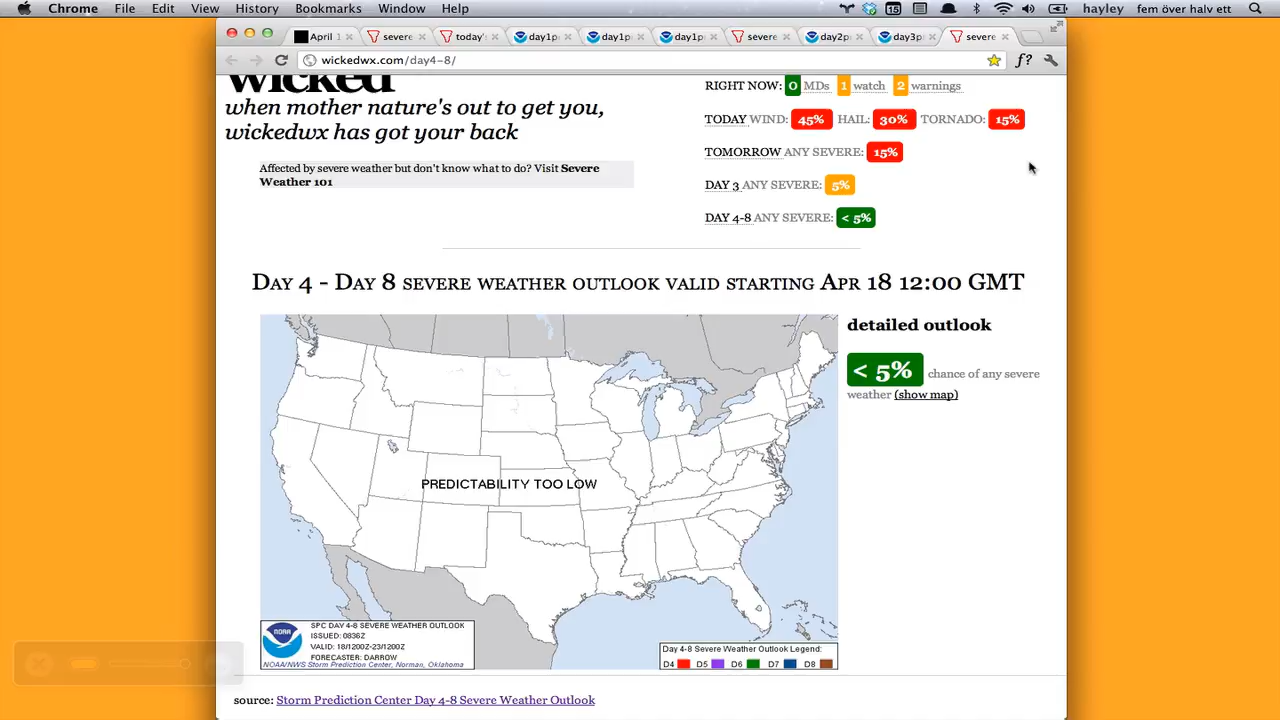 Chrome File Edit View History Bookmarks Window Help 15 hayley fem över halv ett
April 1 severe today' day1p day1p day1p severe day2p day3p severe
wickedwx.com/day4-8/ f?
wicked
when mother nature's out to get you,
wickedwx has got your back
Affected by severe weather but don't know what to do? Visit Severe
Weather 101
RIGHT NOW: 0 MDs 1 watch 2 warnings
TODAY WIND: 45% HAIL: 30% TORNADO: 15%
TOMORROW ANY SEVERE: 15%
DAY 3 ANY SEVERE: 5%
DAY 4-8 ANY SEVERE: < 5%
Day 4 - Day 8 severe weather outlook valid starting Apr 18 12:00 GMT
PREDICTABILITY TOO LOW
NOAA
SPC DAY 4-8 SEVERE WEATHER OUTLOOK
ISSUED: 0836Z
VALID: 18/1200Z-23/1200Z
FORECASTER: DARROW
NOAA/NWS Storm Prediction Center, Norman, Oklahoma
Day 4-8 Severe Weather Outlook Legend:
D4 D5 D6 D7 D8
detailed outlook
< 5% chance of any severe
weather (show map)
source: Storm Prediction Center Day 4-8 Severe Weather Outlook